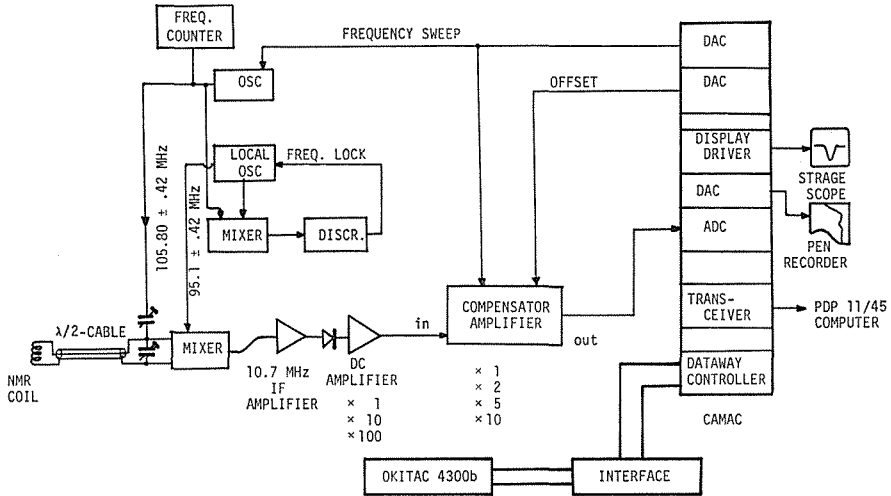 FREQ.
COUNTER
FREQUENCY SWEEP
DAC
OSC
DAC
OFFSET
LOCAL
OSC
FREQ. LOCK
DISPLAY
DRIVER
STRAGE
SCOPE
105.80 ± .42 MHz
95.1 ± .42 MHz
DAC
MIXER
DISCR.
ADC
PEN
RECORDER
COMPENSATOR
AMPLIFIER
TRANS-
CEIVER
PDP 11/45
COMPUTER
λ/2-CABLE
MIXER
in
out
NMR
COIL
10.7 MHz
IF
AMPLIFIER
DC
AMPLIFIER
× 1
× 10
×100
× 1
× 2
× 5
×10
DATAWAY
CONTROLLER
CAMAC
OKITAC 4300b
INTERFACE